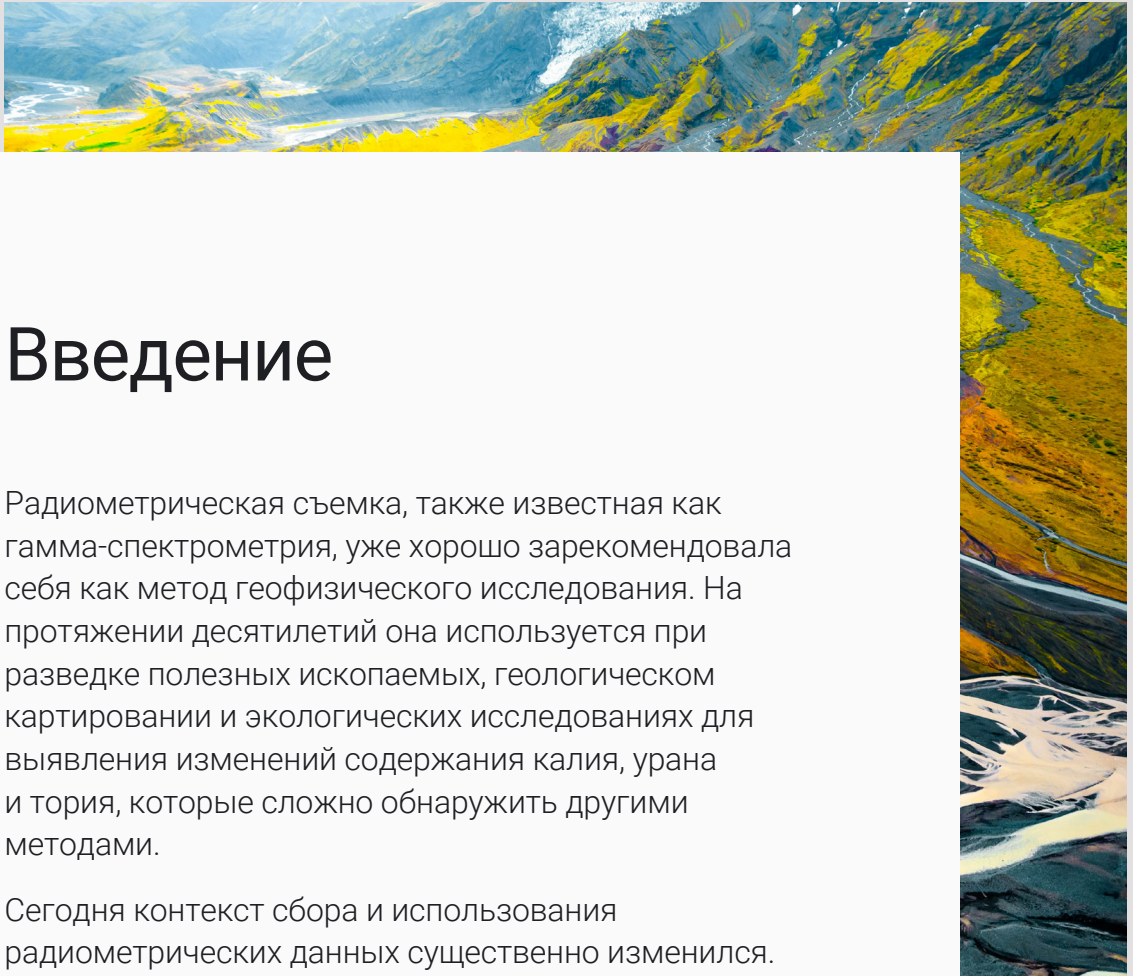 Введение
Радиометрическая съемка, также известная как
гамма-спектрометрия, уже хорошо зарекомендовала
себя как метод геофизического исследования. На
протяжении десятилетий она используется при
разведке полезных ископаемых, геологическом
картировании и экологических исследованиях для
выявления изменений содержания калия, урана
и тория, которые сложно обнаружить другими
методами.
Сегодня контекст сбора и использования
радиометрических данных существенно изменился.